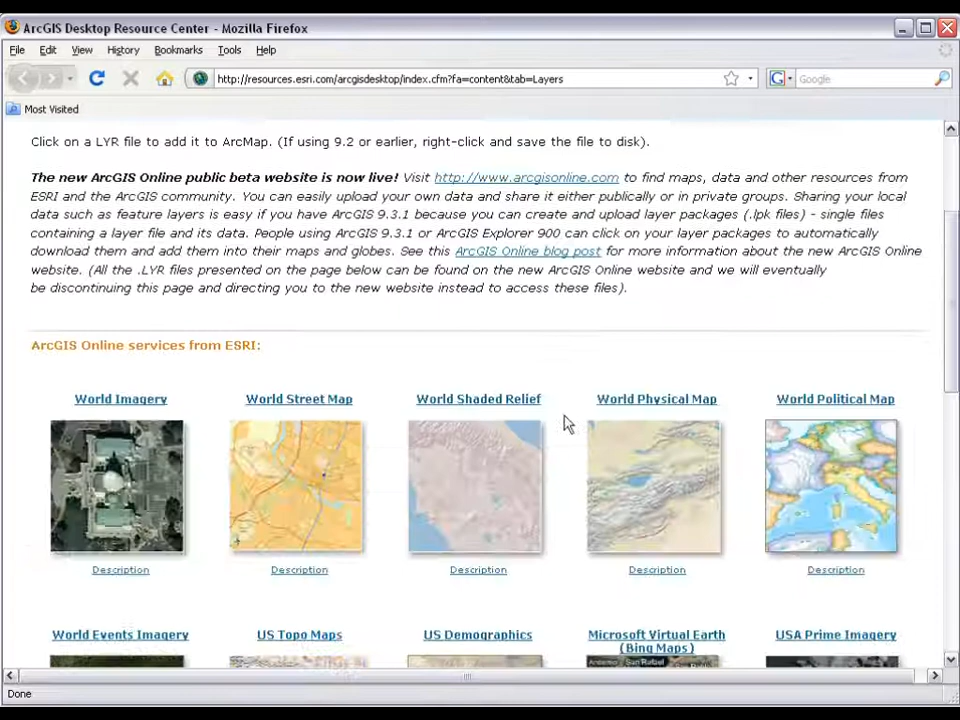 ArcGIS Desktop Resource Center - Mozilla Firefox
File Edit View History Bookmarks Tools Help
http://resources.esri.com/arcgisdesktop/index.cfm?fa=content&tab=Layers
Google
Most Visited
Click on a LYR file to add it to ArcMap. (If using 9.2 or earlier, right-click and save the file to disk).
The new ArcGIS Online public beta website is now live! Visit http://www.arcgisonline.com to find maps, data and other resources from
ESRI and the ArcGIS community. You can easily upload your own data and share it either publically or in private groups. Sharing your local
data such as feature layers is easy if you have ArcGIS 9.3.1 because you can create and upload layer packages (.lpk files) - single files
containing a layer file and its data. People using ArcGIS 9.3.1 or ArcGIS Explorer 900 can click on your layer packages to automatically
download them and add them into their maps and globes. See this ArcGIS Online blog post for more information about the new ArcGIS Online
website. (All the .LYR files presented on the page below can be found on the new ArcGIS Online website and we will eventually
be discontinuing this page and directing you to the new website instead to access these files).
ArcGIS Online services from ESRI:
World Imagery World Street Map World Shaded Relief World Physical Map World Political Map
Description Description Description Description Description
World Events Imagery US Topo Maps US Demographics Microsoft Virtual Earth USA Prime Imagery
(Bing Maps)
San Rafael
Done